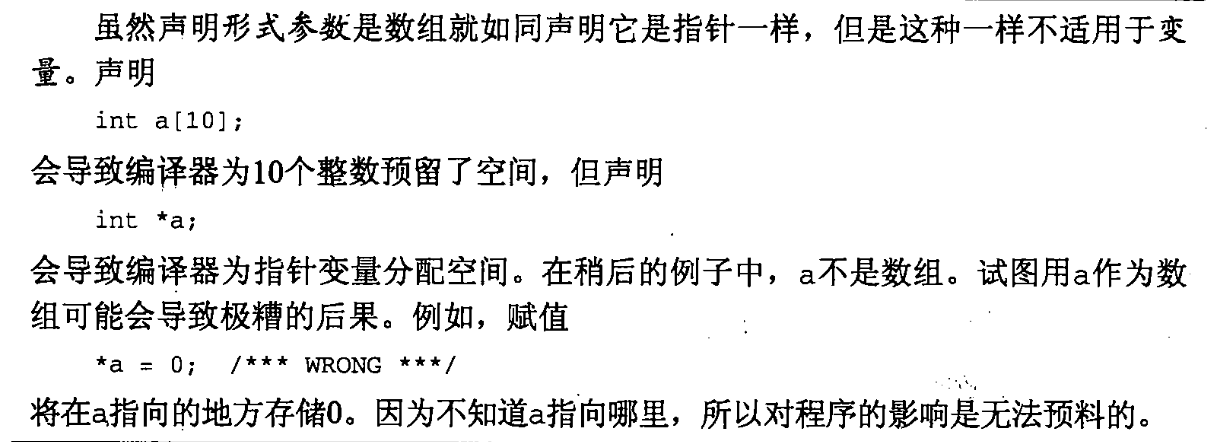 虽然声明形式参数是数组就如同声明它是指针一样，但是这种一样不适用于变
量。声明
int a[10];
会导致编译器为10个整数预留了空间，但声明
int *a;
会导致编译器为指针变量分配空间。在稍后的例子中，a不是数组。试图用a作为数
组可能会导致极糟的后果。例如，赋值
*a = 0;  /*** WRONG ***/
将在a指向的地方存储0。因为不知道a指向哪里，所以对程序的影响是无法预料的。